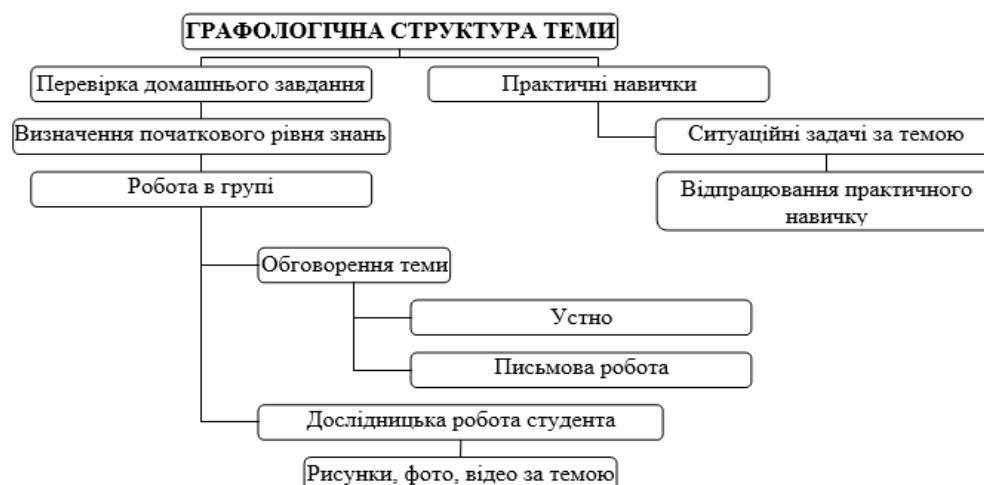 ГРАФОЛОГІЧНА СТРУКТУРА ТЕМИ
Перевірка домашнього завдання
Практичні навички
Визначення початкового рівня знань
Ситуаційні задачі за темою
Робота в групі
Відпрацювання практичного
навичку
Обговорення теми
Устно
Письмова робота
Дослідницька робота студента
Рисунки, фото, відео за темою